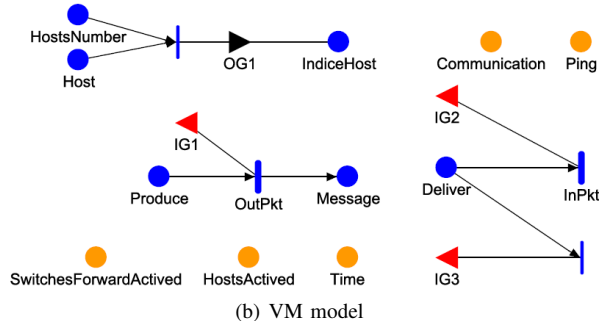 HostsNumber
Host
OG1
IndiceHost
Communication
Ping
IG2
IG1
Produce
OutPkt
Message
Deliver
InPkt
SwitchesForwardActived
HostsActived
Time
IG3
(b) VM model